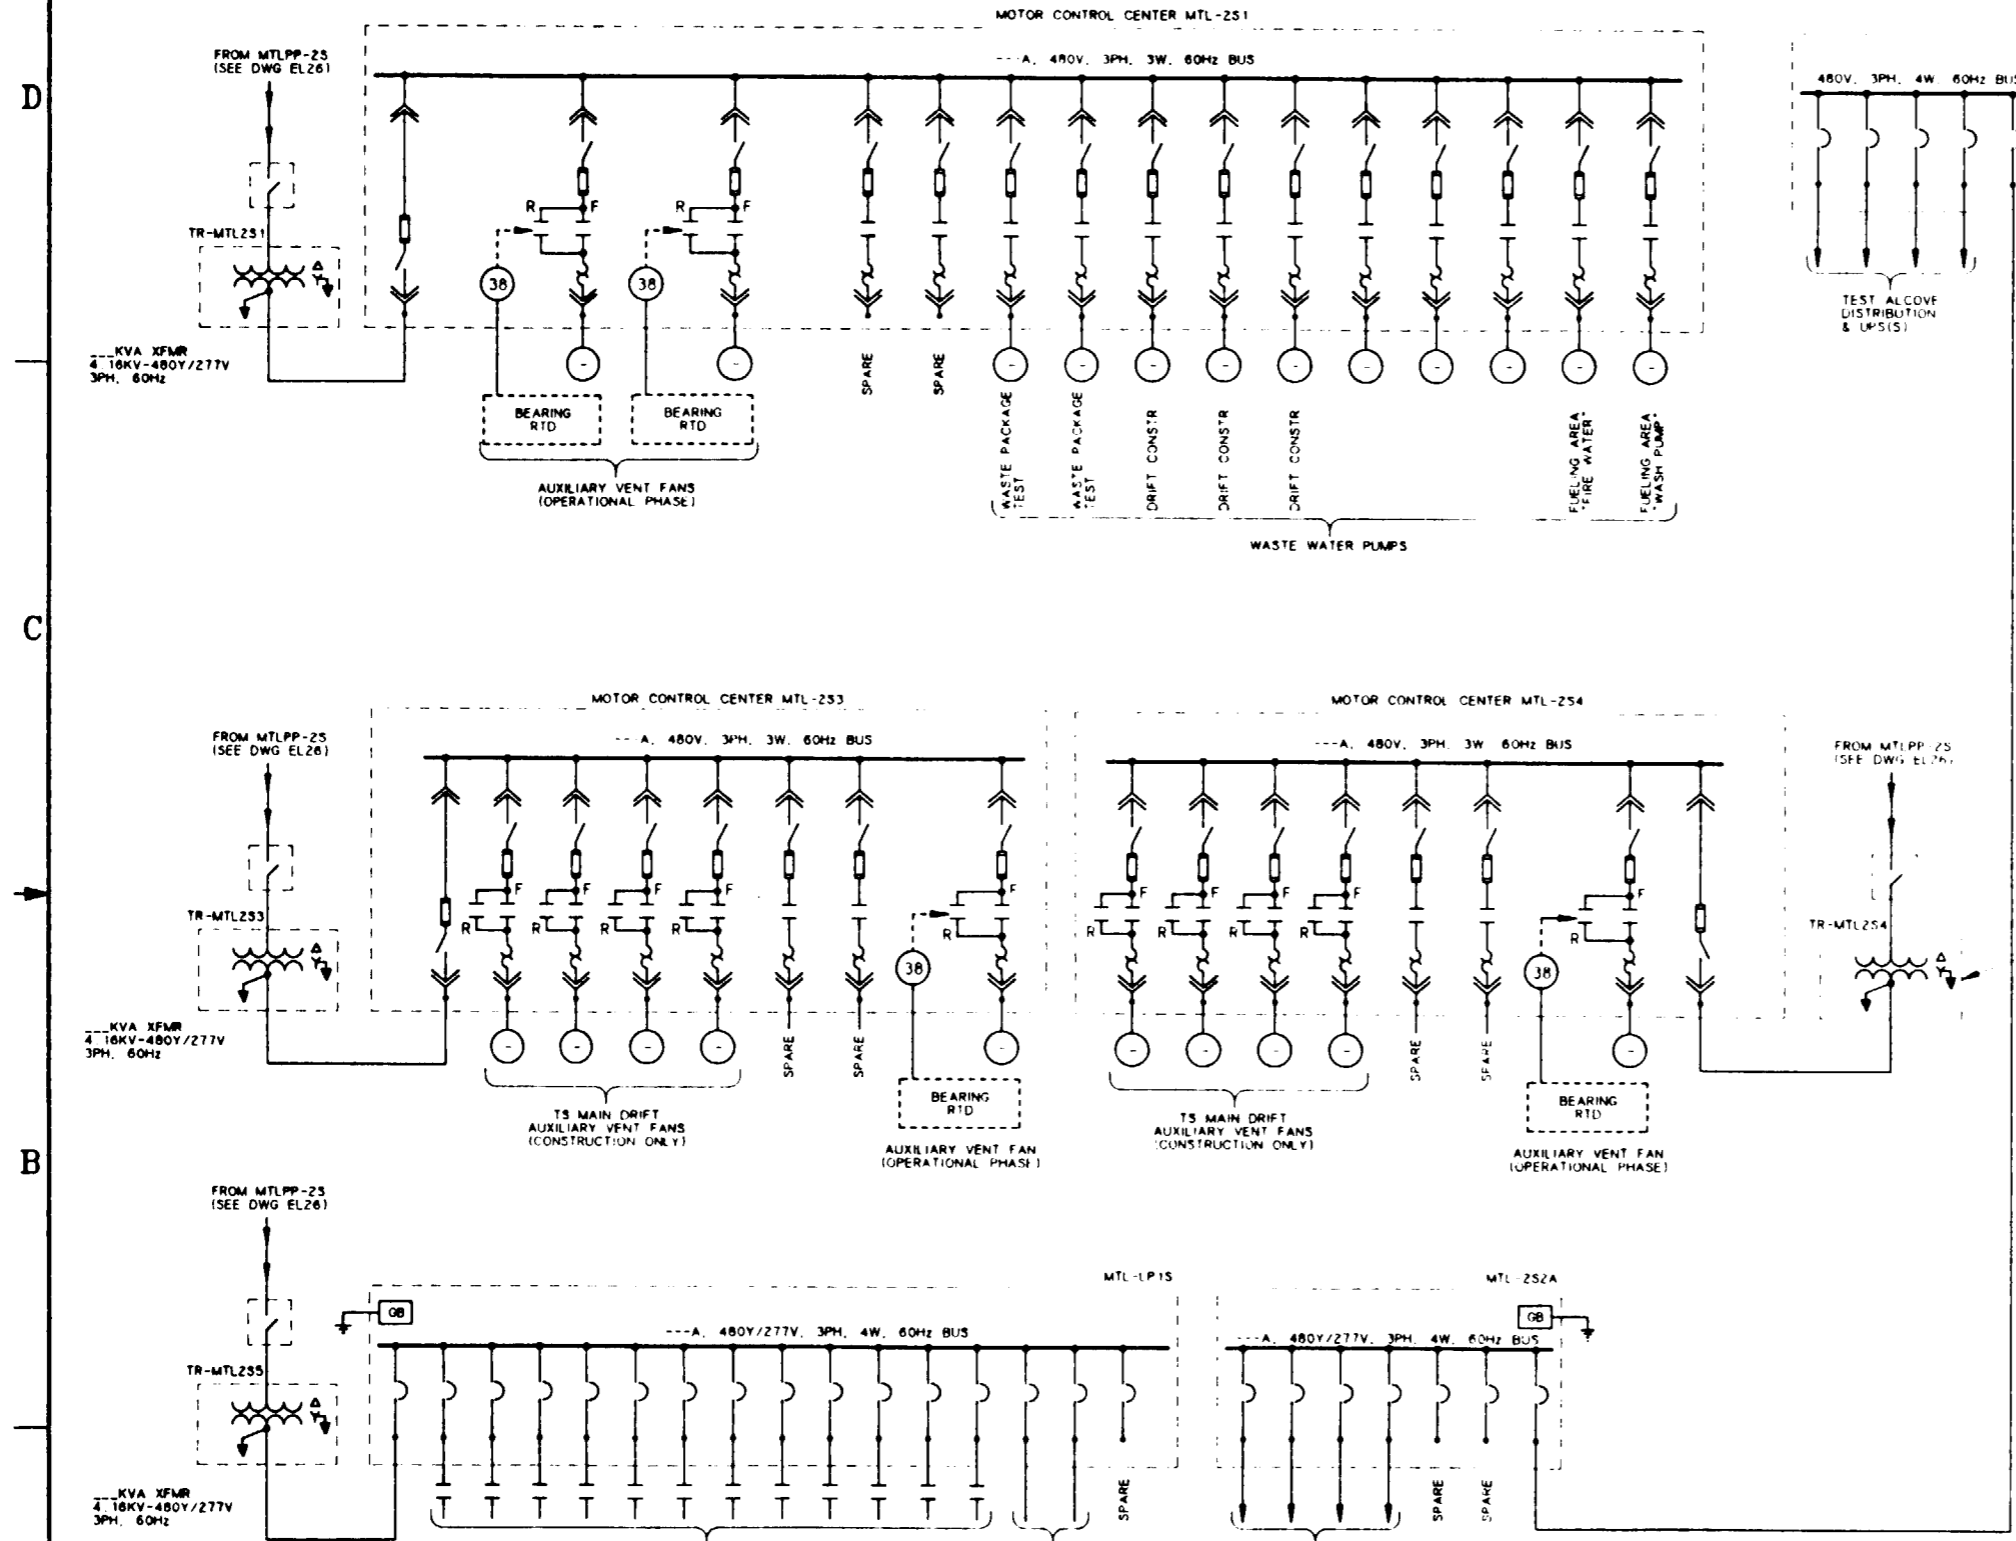 MOTOR CONTROL CENTER MTL-2S1
FROM MTLPP-2S
(SEE DWG EL26)
---A, 480V, 3PH, 3W, 60Hz BUS
480V, 3PH, 4W, 60Hz BUS
D
R
F
R
F
TR-MTL2S1
Δ
Y
38
38
TEST ALCOVE
DISTRIBUTION
& UPS(S)
___KVA XFMR
4.16KV-480Y/277V
3PH, 60Hz
-
-
-
-
-
-
-
-
-
-
-
-
BEARING
RTD
BEARING
RTD
SPARE
SPARE
WASTE PACKAGE
TEST
WASTE PACKAGE
TEST
DRIFT CONSTR
DRIFT CONSTR
DRIFT CONSTR
FUELING AREA
"FIRE WATER"
FUELING AREA
"WASH PUMP"
AUXILIARY VENT FANS
(OPERATIONAL PHASE)
WASTE WATER PUMPS
C
MOTOR CONTROL CENTER MTL-2S3
MOTOR CONTROL CENTER MTL-2S4
FROM MTLPP-2S
(SEE DWG EL26)
---A, 480V, 3PH, 3W, 60Hz BUS
---A, 480V, 3PH, 3W 60Hz BUS
FROM MTLPP-2S
(SEE DWG EL26)
F
F
F
F
F
F
F
F
F
F
R
R
R
R
R
R
R
R
R
R
TR-MTL2S3
Δ
Y
38
38
TR-MTL2S4
Δ
Y
___KVA XFMR
4.16KV-480Y/277V
3PH, 60Hz
-
-
-
-
SPARE
SPARE
-
-
-
-
-
SPARE
SPARE
-
TS MAIN DRIFT
AUXILIARY VENT FANS
(CONSTRUCTION ONLY)
BEARING
RTD
AUXILIARY VENT FAN
(OPERATIONAL PHASE)
TS MAIN DRIFT
AUXILIARY VENT FANS
(CONSTRUCTION ONLY)
BEARING
RTD
AUXILIARY VENT FAN
(OPERATIONAL PHASE)
B
FROM MTLPP-2S
(SEE DWG EL26)
MTL-LP1S
MTL-2S2A
GB
GB
---A, 480Y/277V, 3PH, 4W, 60Hz BUS
---A, 480Y/277V, 3PH, 4W, 60Hz BUS
TR-MTL2S5
Δ
Y
___KVA XFMR
4.16KV-480Y/277V
3PH, 60Hz
SPARE
SPARE
SPARE